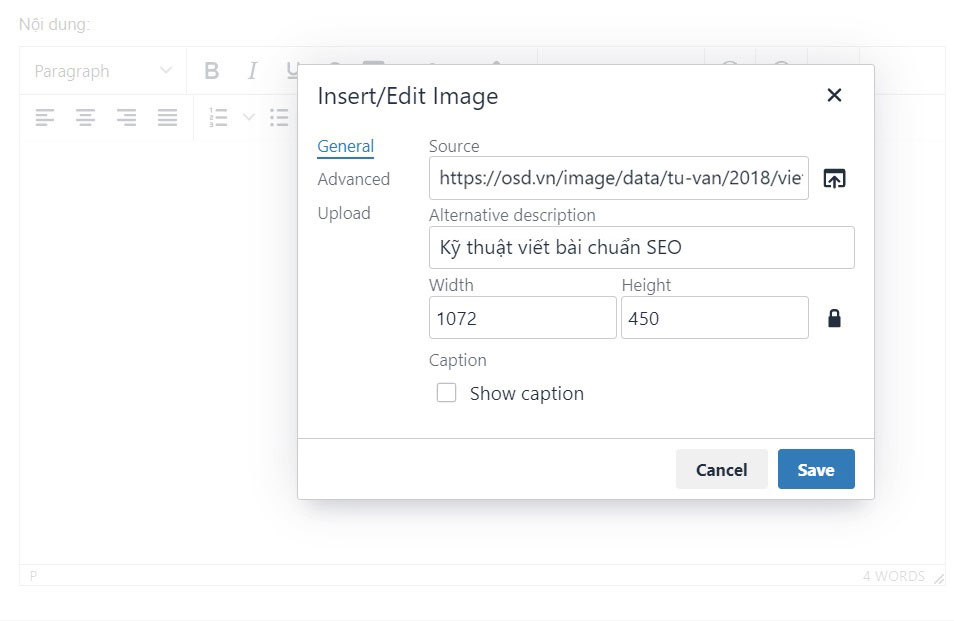 Nội dung:
Paragraph
B I U
Insert/Edit Image
General
Advanced
Upload
Source
https://osd.vn/image/data/tu-van/2018/vie
Alternative description
Kỹ thuật viết bài chuẩn SEO
Width Height
1072 450
Caption
Show caption
Cancel Save
P 4 WORDS